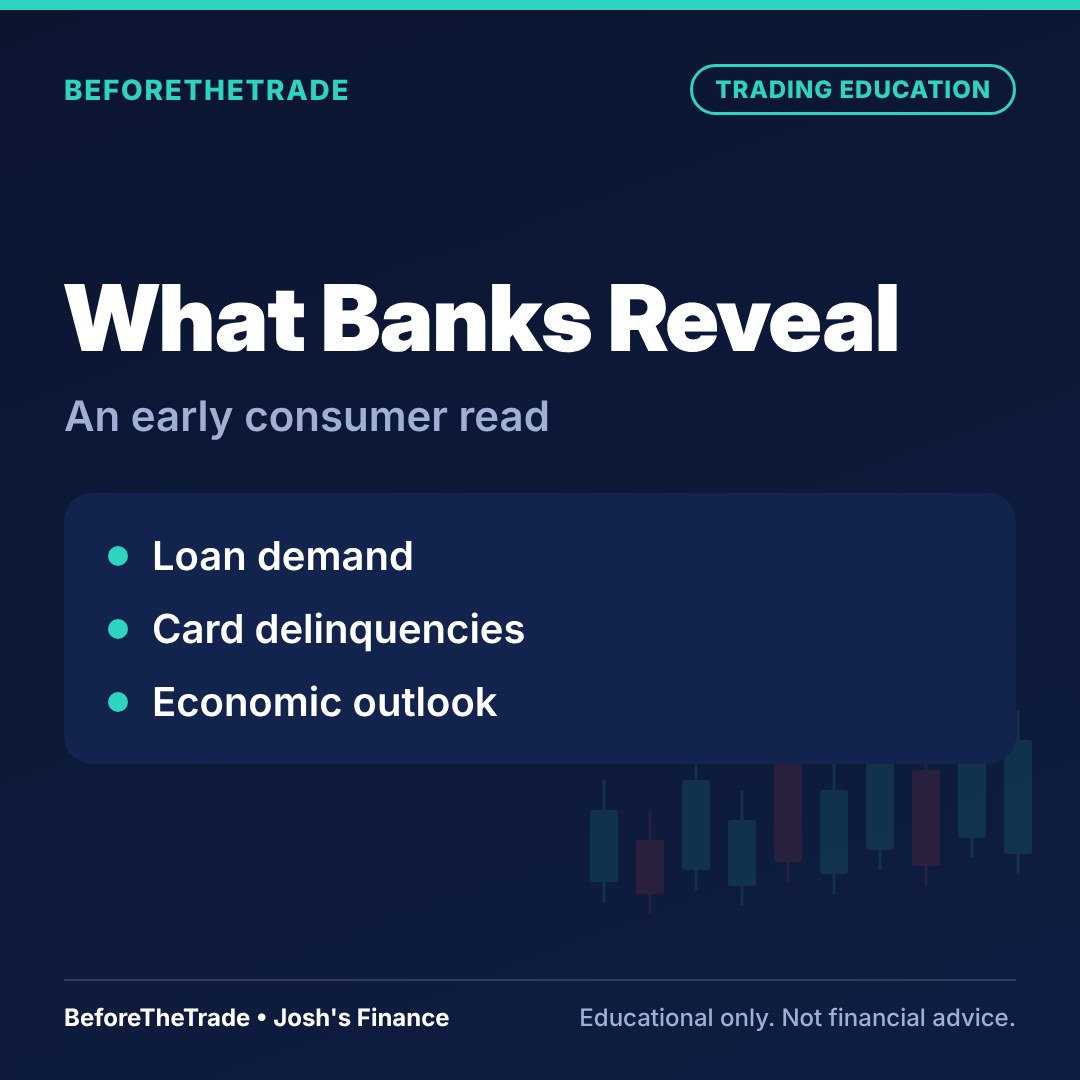 BEFORETHETRADE
TRADING EDUCATION
What Banks Reveal
An early consumer read
Loan demand
Card delinquencies
Economic outlook
BeforeTheTrade • Josh's Finance
Educational only. Not financial advice.